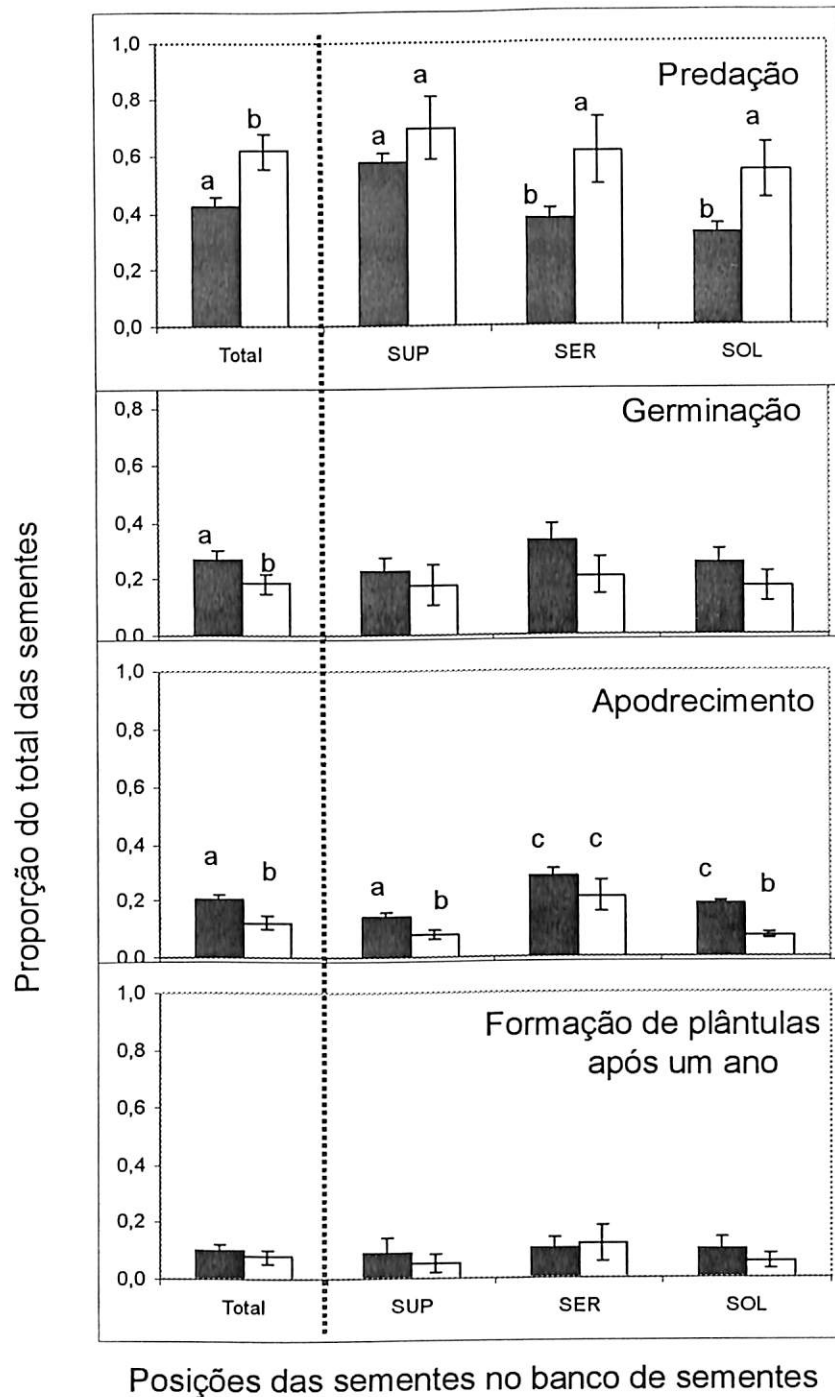 Proporção do total das sementes
1,0
Predação
0,8
0,6
0,4
0,2
0,0
a
b
a
a
b
a
b
a
Total
SUP
SER
SOL
Germinação
0,8
0,6
0,4
0,2
0,0
a
b
1,0
Apodrecimento
0,8
0,6
0,4
0,2
0,0
a
b
a
b
c
c
c
b
1,0
Formação de plântulas
após um ano
0,8
0,6
0,4
0,2
0,0
Total
SUP
SER
SOL
Posições das sementes no banco de sementes